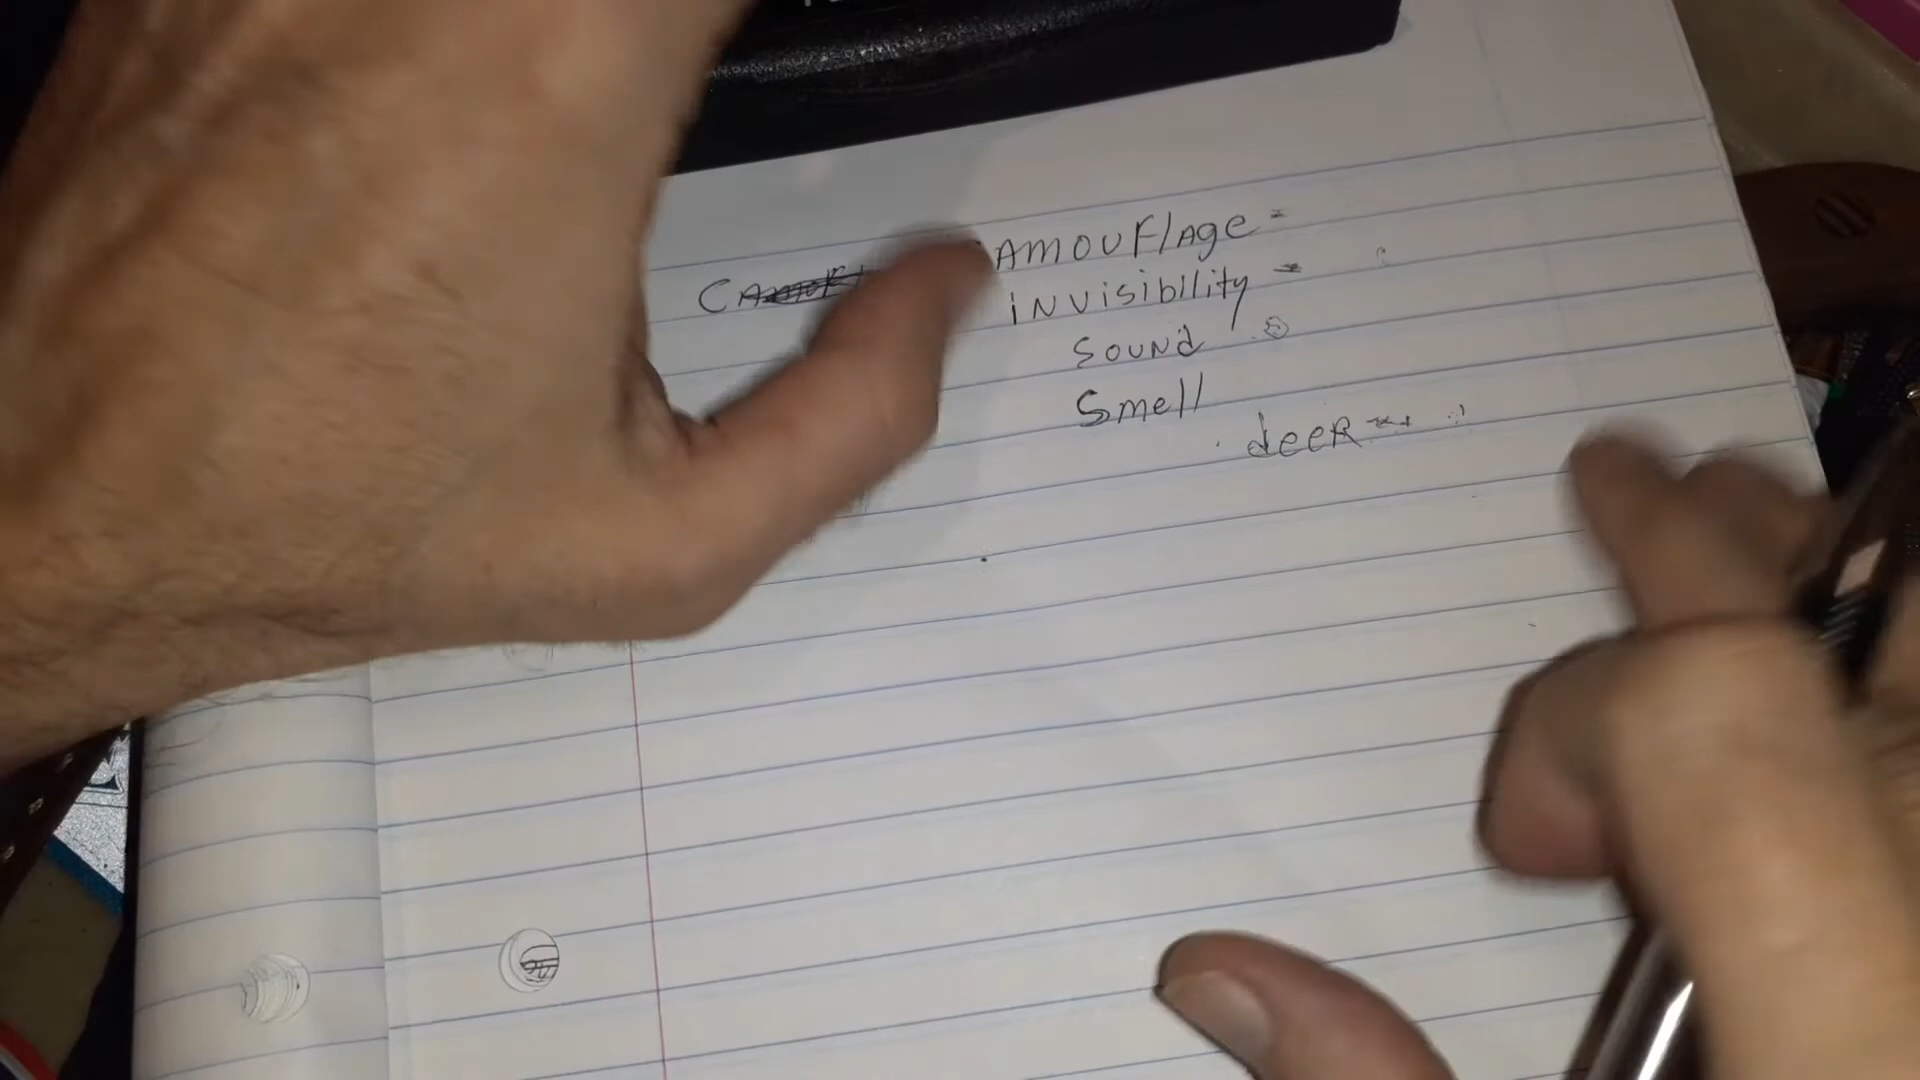 CAMOUFlAge -
iNVisibility -
SOUNd
Smell
deeR